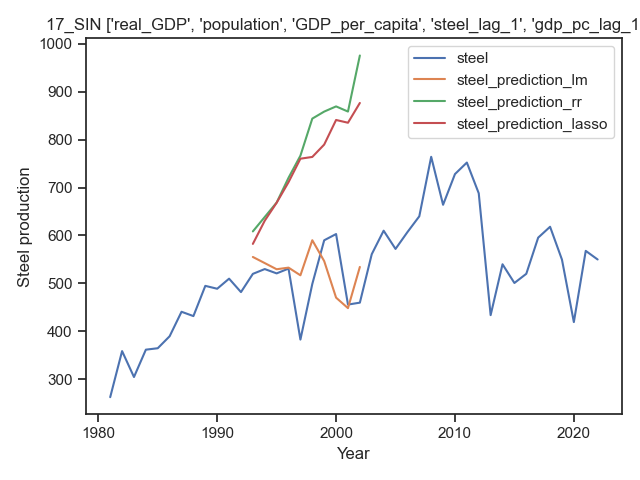 17_SIN ['real_GDP', 'population', 'GDP_per_capita', 'steel_lag_1', 'gdp_pc_lag_1
steel
steel_prediction_lm
steel_prediction_rr
steel_prediction_lasso
Steel production
1000
900
800
700
600
500
400
300
1980
1990
2000
2010
2020
Year